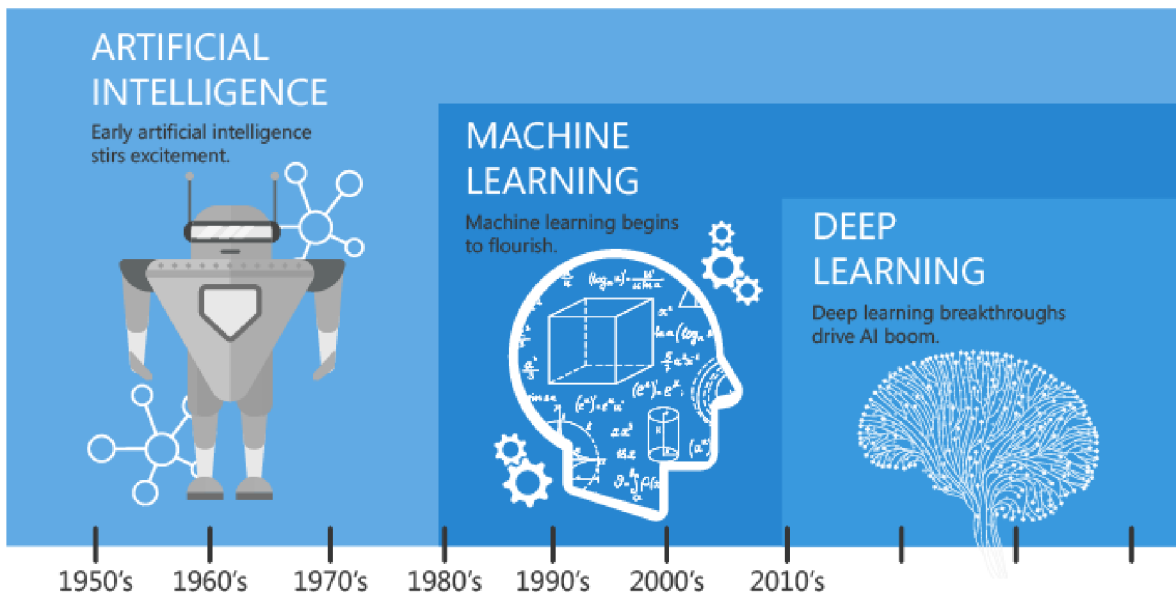 ARTIFICIAL
INTELLIGENCE
Early artificial intelligence
stirs excitement.
MACHINE
LEARNING
Machine learning begins
to flourish.
DEEP
LEARNING
Deep learning breakthroughs
drive AI boom.
1950's 1960's 1970's 1980's 1990's 2000's 2010's